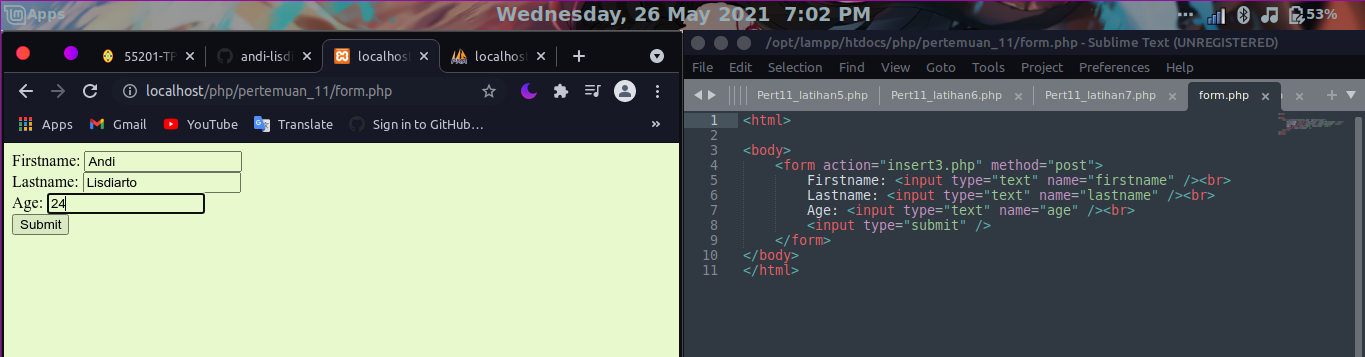 Apps
Wednesday, 26 May 2021 7:02 PM
53%
55201-TP
andi-lisdi
localhost
localhost
localhost/php/pertemuan_11/form.php
Apps
Gmail
YouTube
Translate
Sign in to GitHub...
»
Firstname: Andi
Lastname: Lisdiarto
Age: 24
Submit
/opt/lampp/htdocs/php/pertemuan_11/form.php - Sublime Text (UNREGISTERED)
File Edit Selection Find View Goto Tools Project Preferences Help
Pert11_latihan5.php Pert11_latihan6.php × Pert11_latihan7.php × form.php ×
1 <html>
2
3 <body>
4 <form action="insert3.php" method="post">
5 Firstname: <input type="text" name="firstname" /><br>
6 Lastname: <input type="text" name="lastname" /><br>
7 Age: <input type="text" name="age" /><br>
8 <input type="submit" />
9 </form>
10 </body>
11 </html>